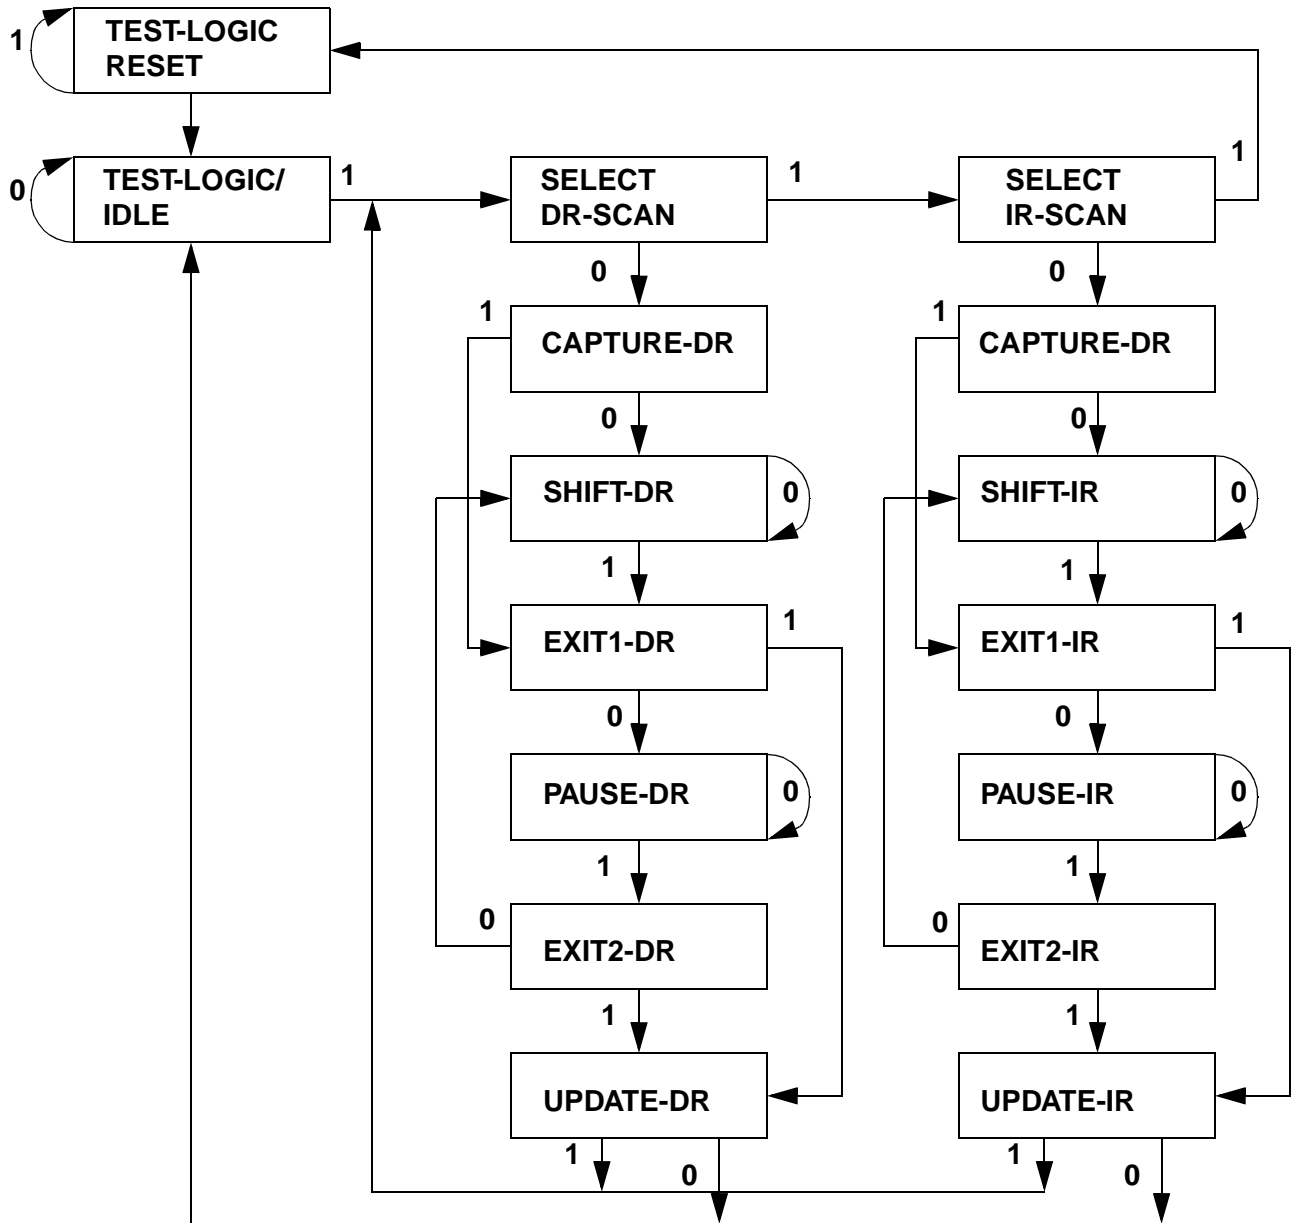 1
TEST-LOGIC
RESET
0
TEST-LOGIC/
IDLE
1
SELECT
DR-SCAN
1
SELECT
IR-SCAN
1
0
0
1
CAPTURE-DR
1
CAPTURE-DR
0
0
SHIFT-DR
0
SHIFT-IR
0
1
1
EXIT1-DR
1
EXIT1-IR
1
0
0
PAUSE-DR
0
PAUSE-IR
0
1
1
0
EXIT2-DR
0
EXIT2-IR
1
1
UPDATE-DR
UPDATE-IR
1
0
1
0